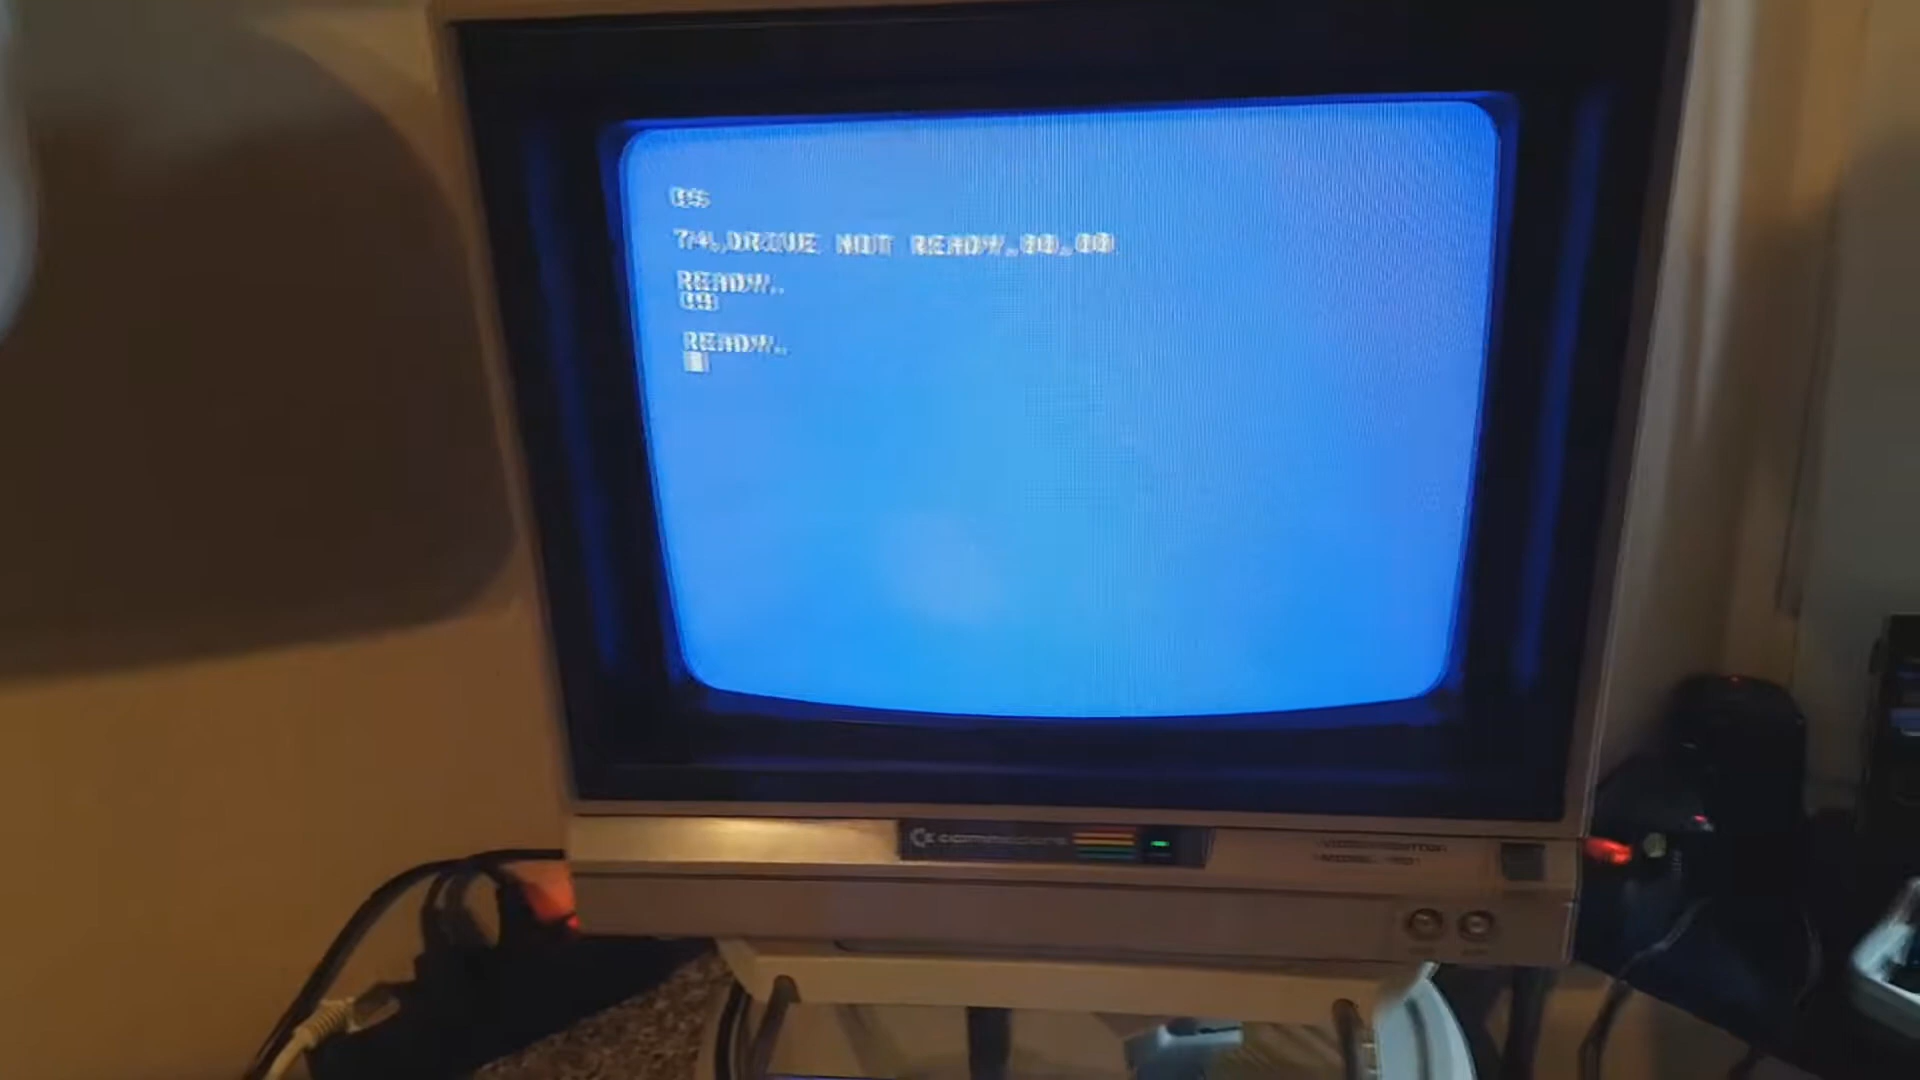 @$
74,DRIVE NOT READY,00,00
READY.
READY.
commodore